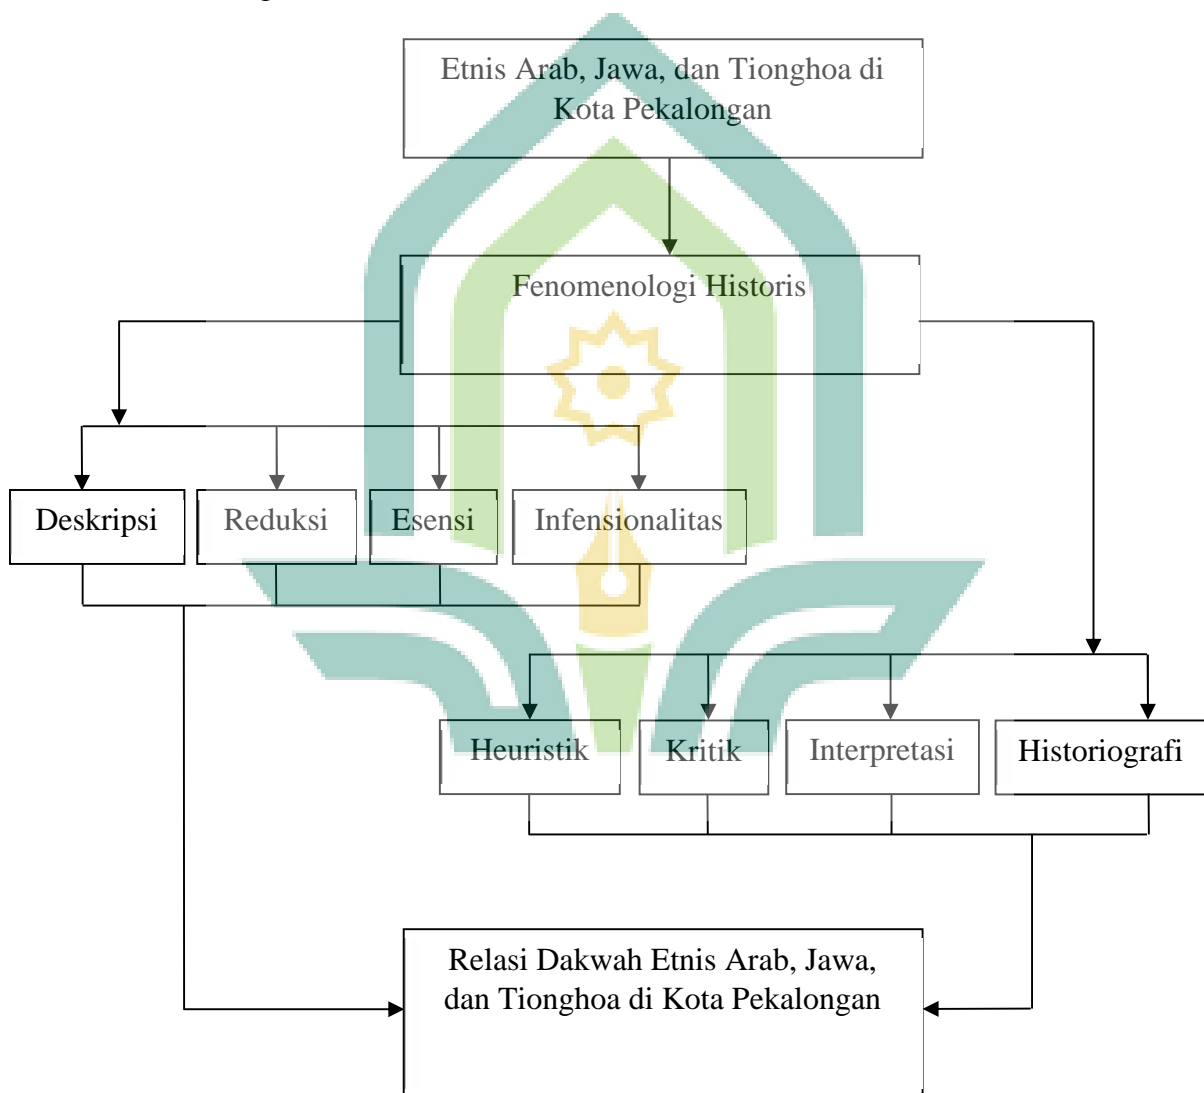 Etnis Arab, Jawa, dan Tionghoa di
Kota Pekalongan
Fenomenologi Historis
Deskripsi
Reduksi
Esensi
Infensionalitas
Heuristik
Kritik
Interpretasi
Historiografi
Relasi Dakwah Etnis Arab, Jawa,
dan Tionghoa di Kota Pekalongan